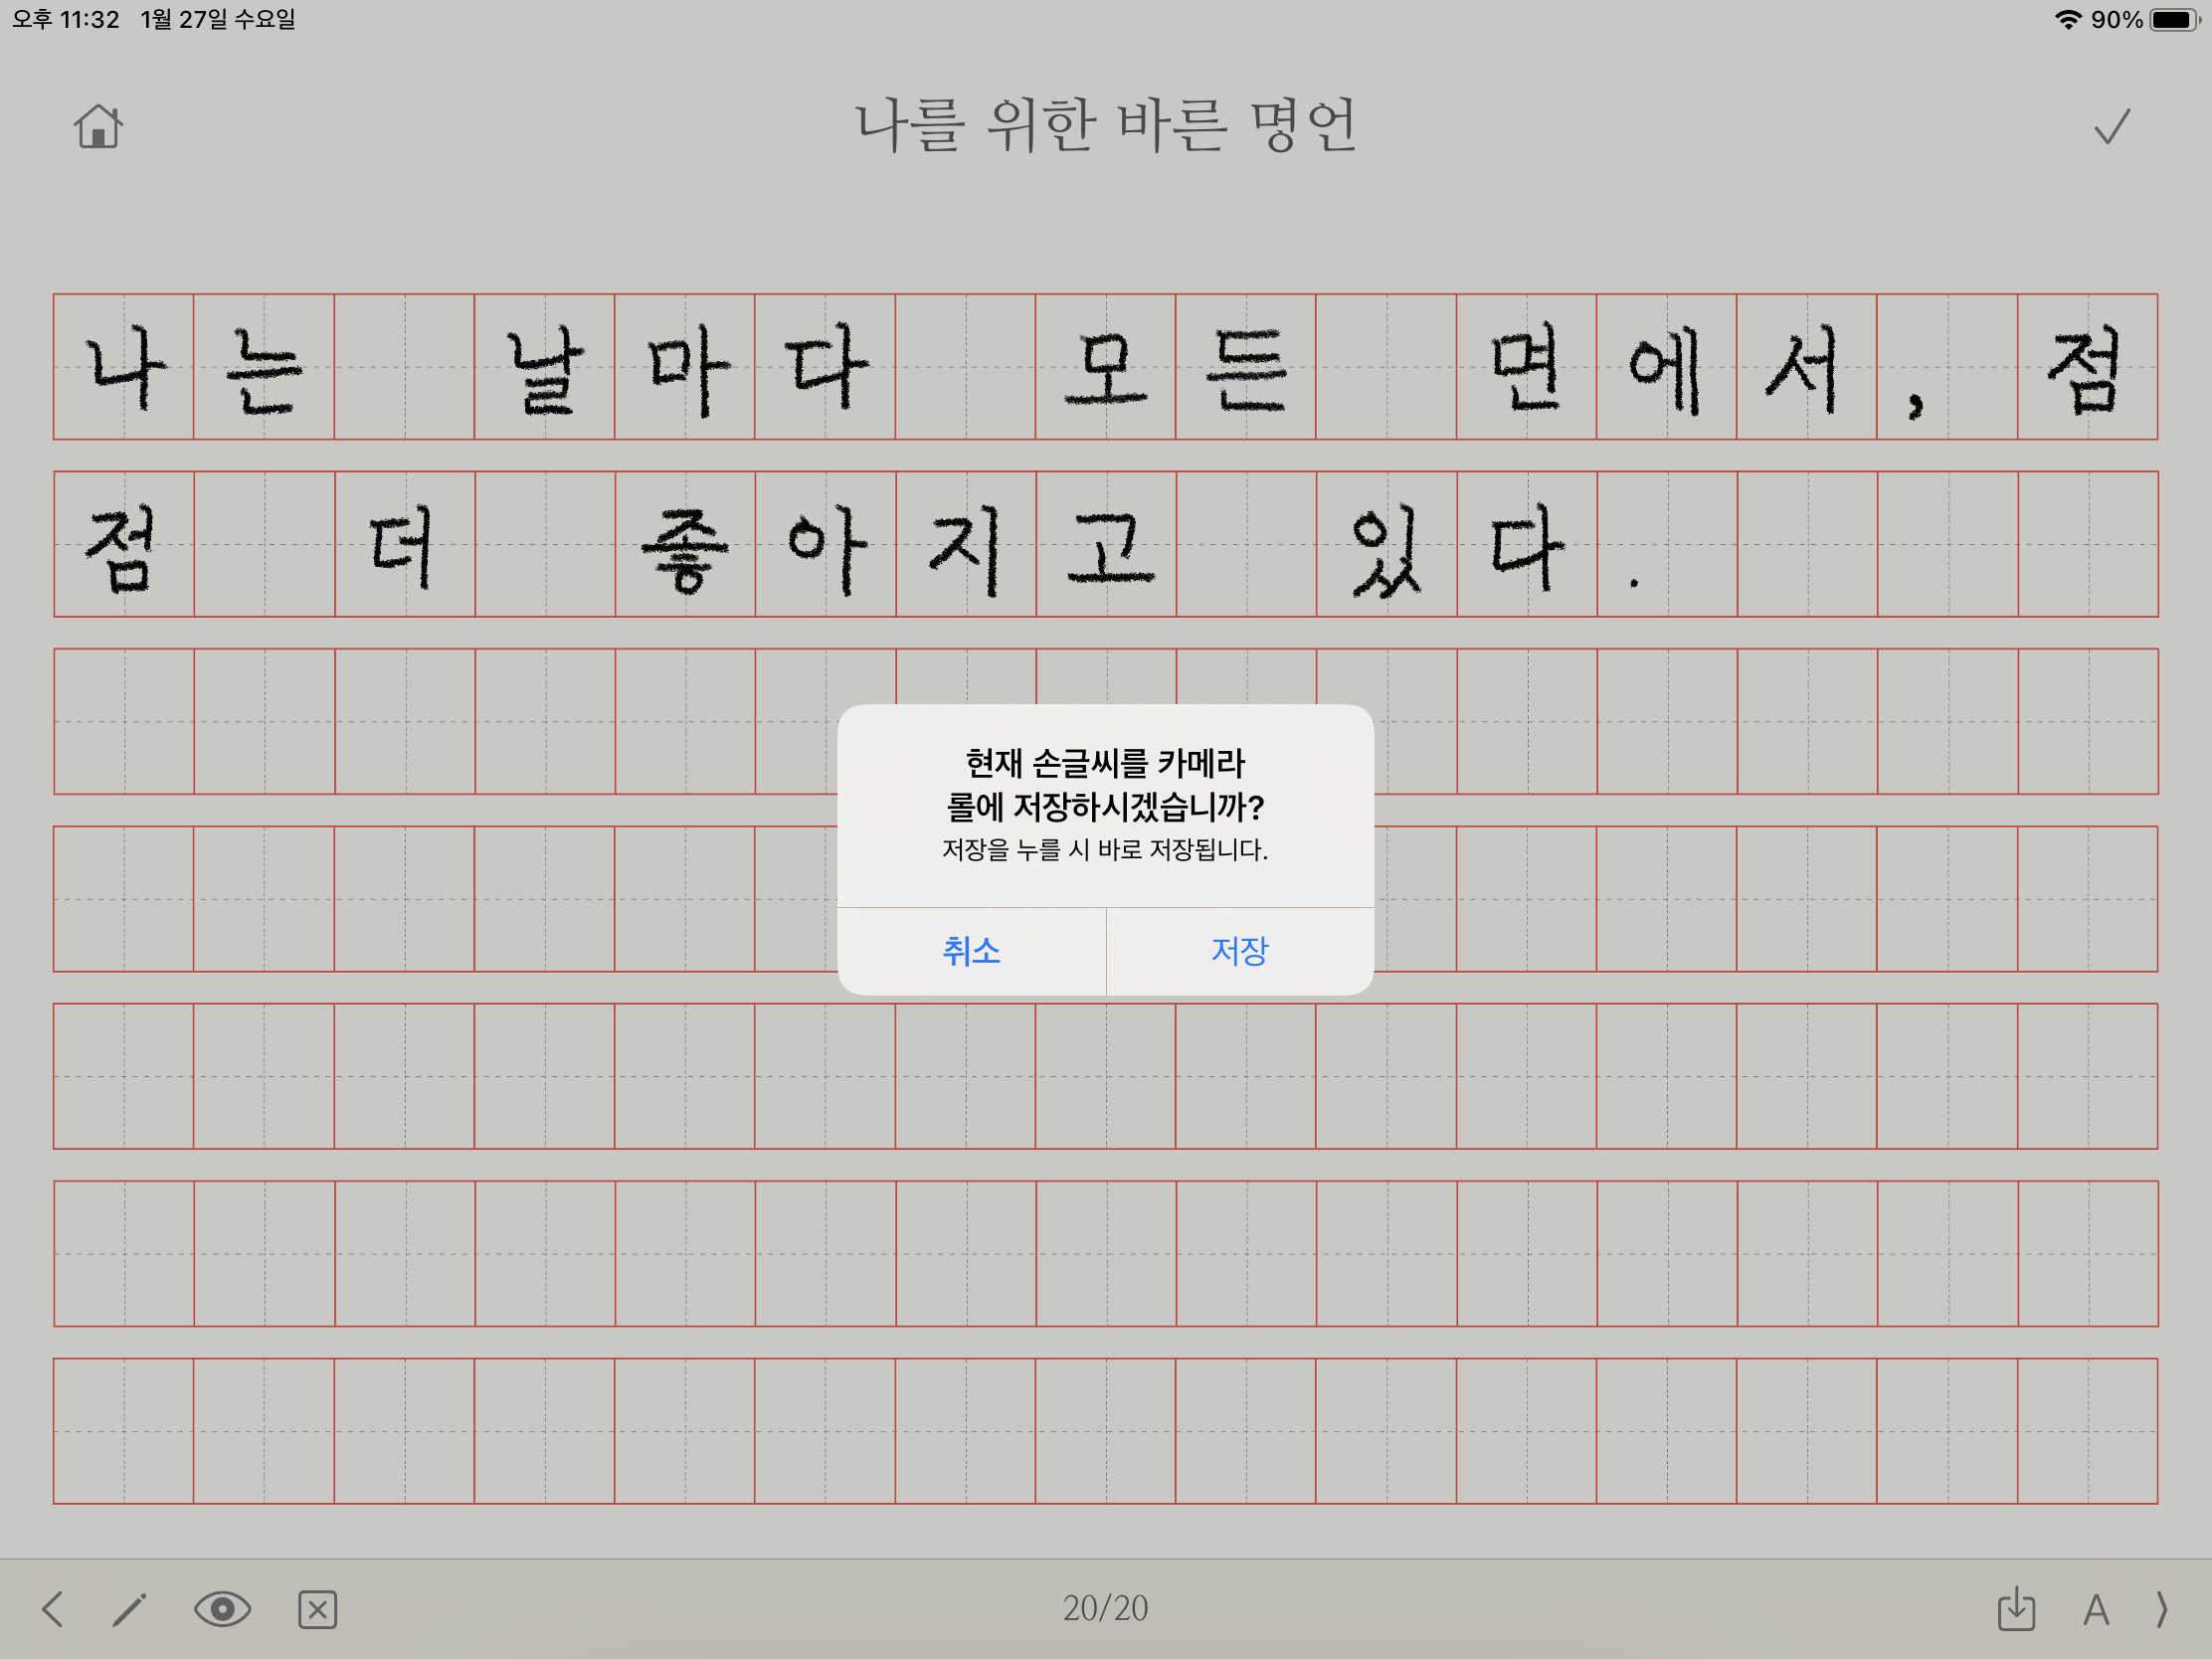 오후 11:32 1월 27일 수요일 90%
나를 위한 바른 명언
나는 날마다 모든 면에서, 점
점 더 좋아지고 있다.
현재 손글씨를 카메라
롤에 저장하시겠습니까?
저장을 누를 시 바로 저장됩니다.
취소 저장
20/20 A